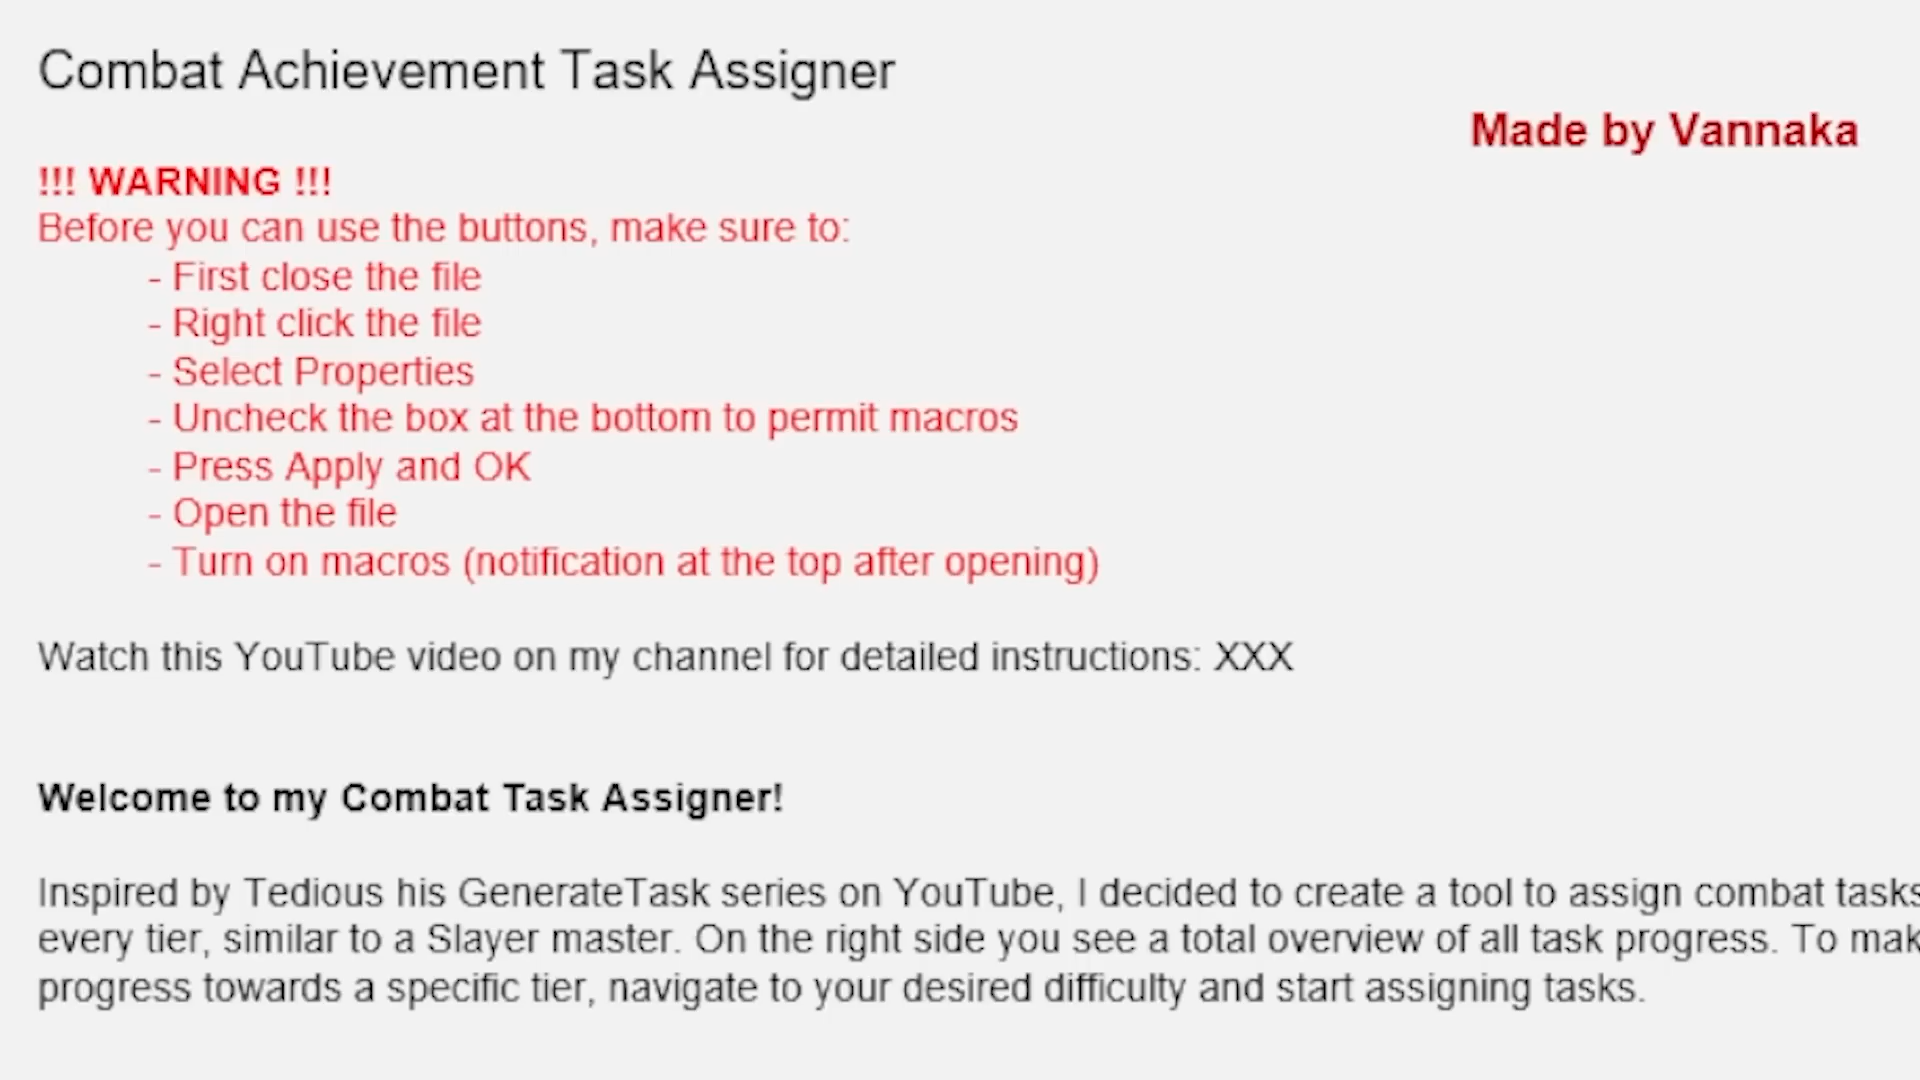 Combat Achievement Task Assigner
Made by Vannaka
!!! WARNING !!!
Before you can use the buttons, make sure to:
- First close the file
- Right click the file
- Select Properties
- Uncheck the box at the bottom to permit macros
- Press Apply and OK
- Open the file
- Turn on macros (notification at the top after opening)
Watch this YouTube video on my channel for detailed instructions: XXX
Welcome to my Combat Task Assigner!
Inspired by Tedious his GenerateTask series on YouTube, I decided to create a tool to assign combat tasks
every tier, similar to a Slayer master. On the right side you see a total overview of all task progress. To mak
progress towards a specific tier, navigate to your desired difficulty and start assigning tasks.